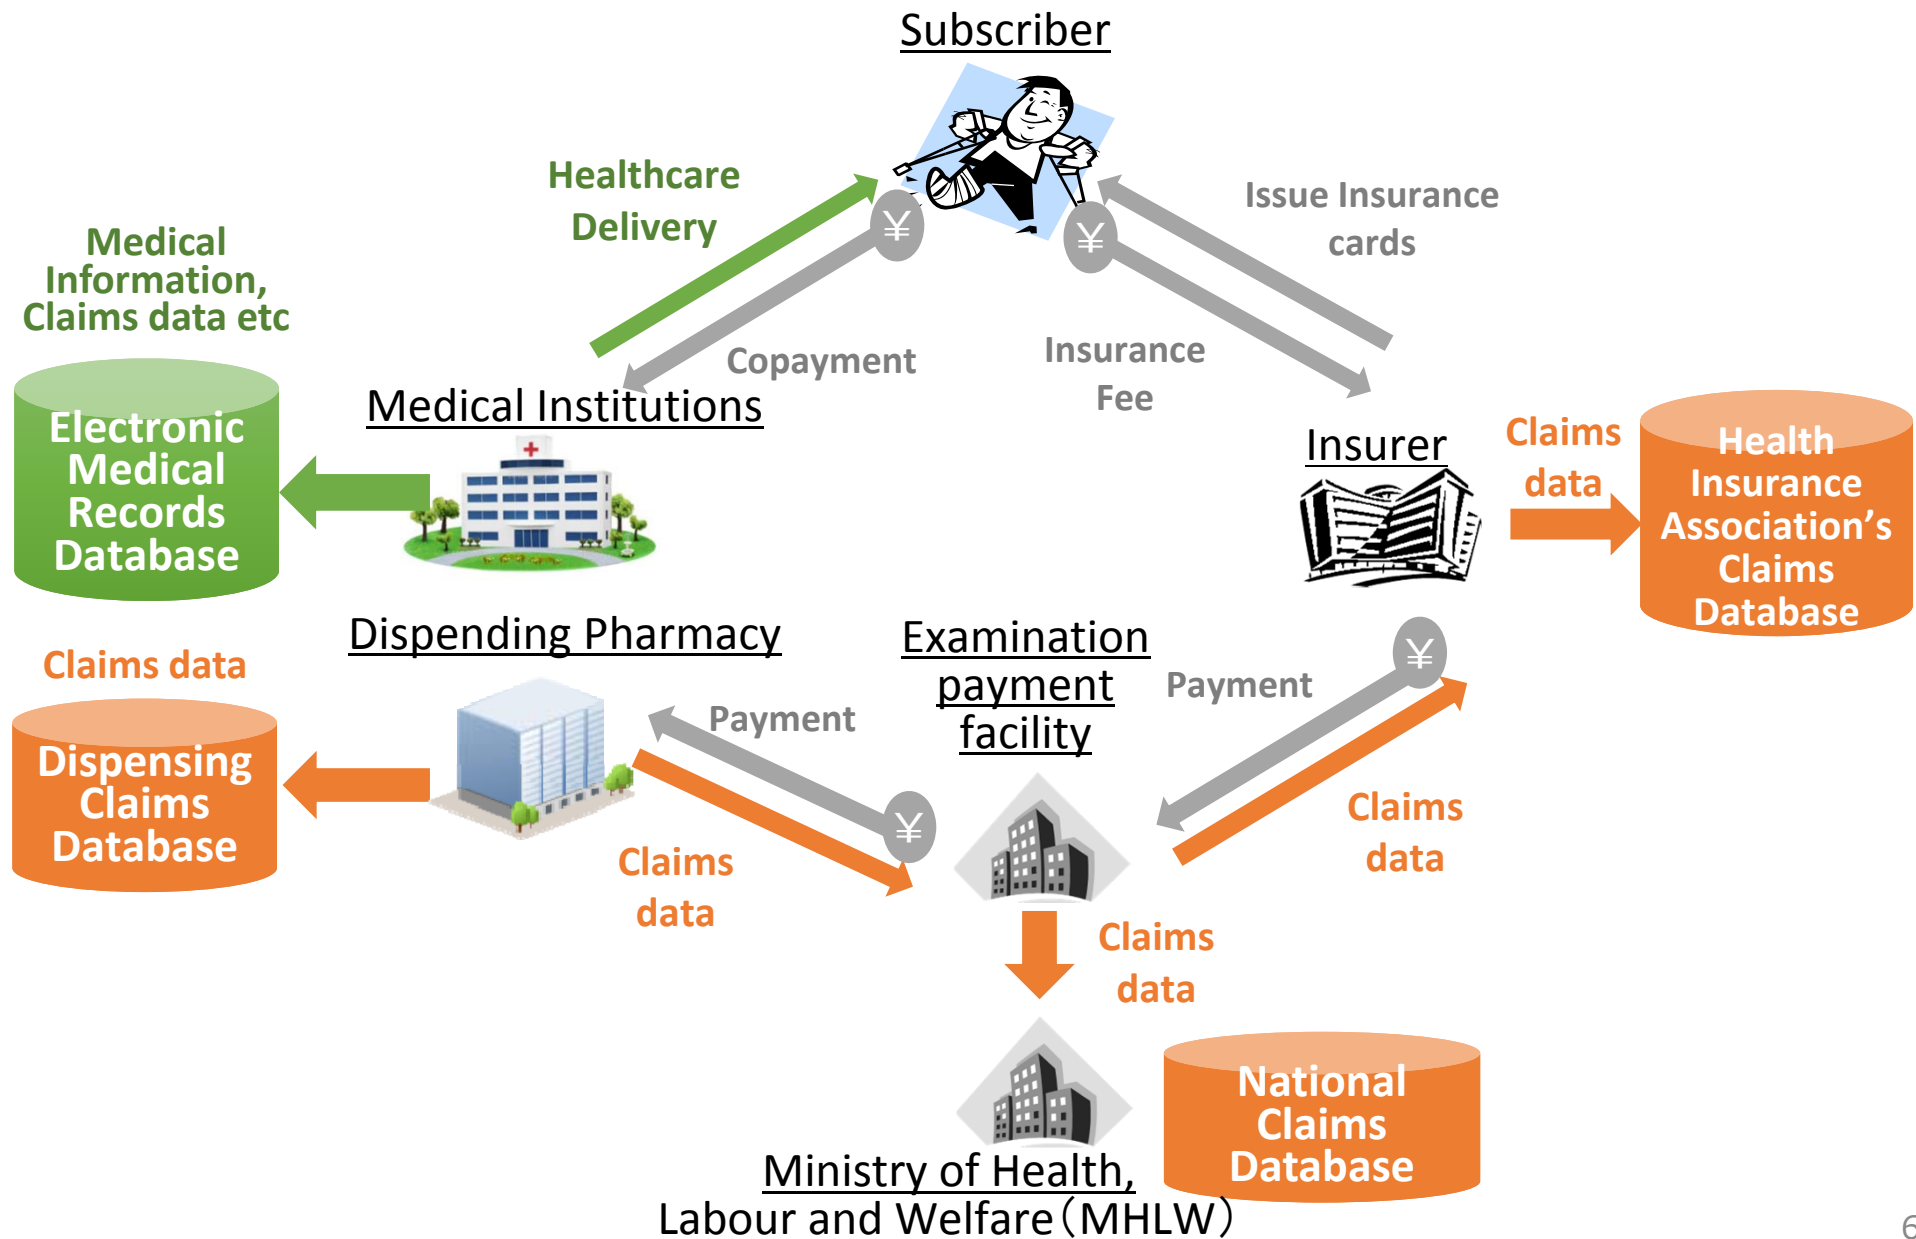 Subscriber
Healthcare
Delivery
Issue Insurance
cards
¥
¥
Medical
Information,
Claims data etc
Copayment
Insurance
Fee
Electronic
Medical
Records
Database
Medical Institutions
Insurer
Claims
data
Health
Insurance
Association’s
Claims
Database
Dispending Pharmacy
Examination
payment
facility
¥
Payment
Claims data
Dispensing
Claims
Database
Payment
¥
Claims
data
Claims
data
Claims
data
National
Claims
Database
Ministry of Health,
Labour and Welfare（MHLW）
6